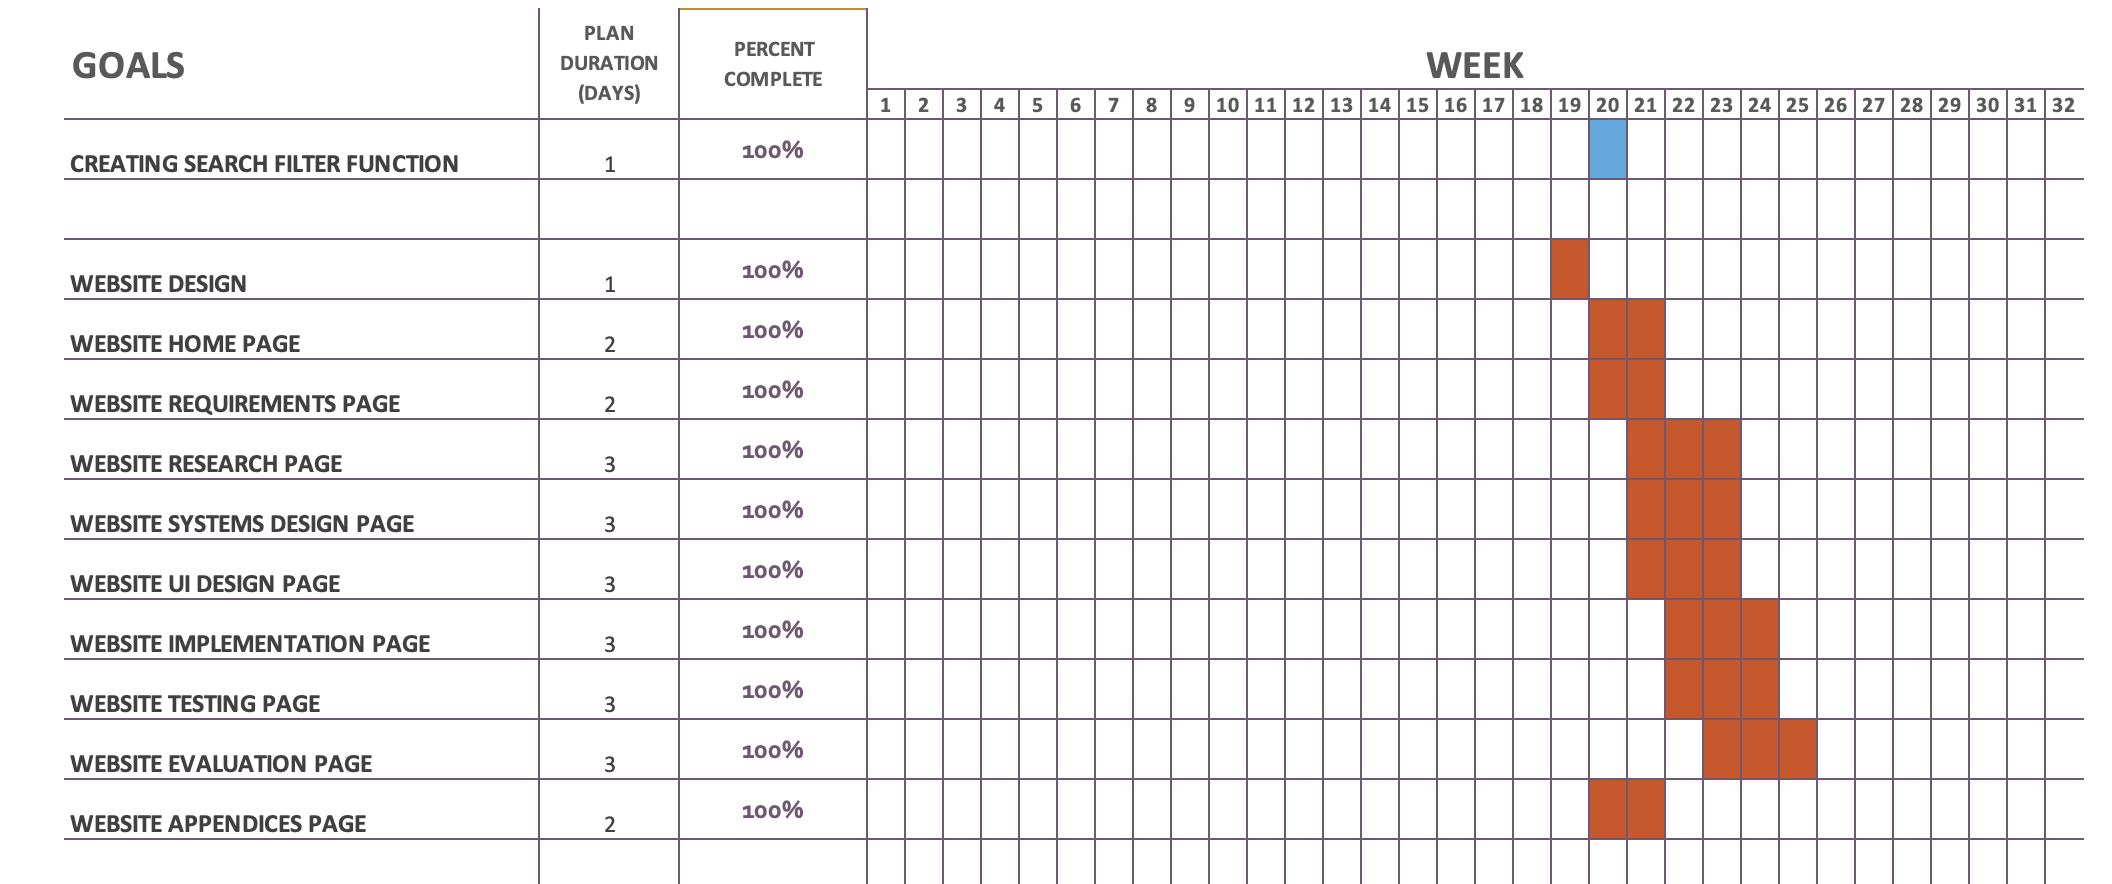 GOALS
PLAN
DURATION
(DAYS)
PERCENT
COMPLETE
WEEK
1 2 3 4 5 6 7 8 9 10 11 12 13 14 15 16 17 18 19 20 21 22 23 24 25 26 27 28 29 30 31 32
CREATING SEARCH FILTER FUNCTION 1 100%
WEBSITE DESIGN 1 100%
WEBSITE HOME PAGE 2 100%
WEBSITE REQUIREMENTS PAGE 2 100%
WEBSITE RESEARCH PAGE 3 100%
WEBSITE SYSTEMS DESIGN PAGE 3 100%
WEBSITE UI DESIGN PAGE 3 100%
WEBSITE IMPLEMENTATION PAGE 3 100%
WEBSITE TESTING PAGE 3 100%
WEBSITE EVALUATION PAGE 3 100%
WEBSITE APPENDICES PAGE 2 100%